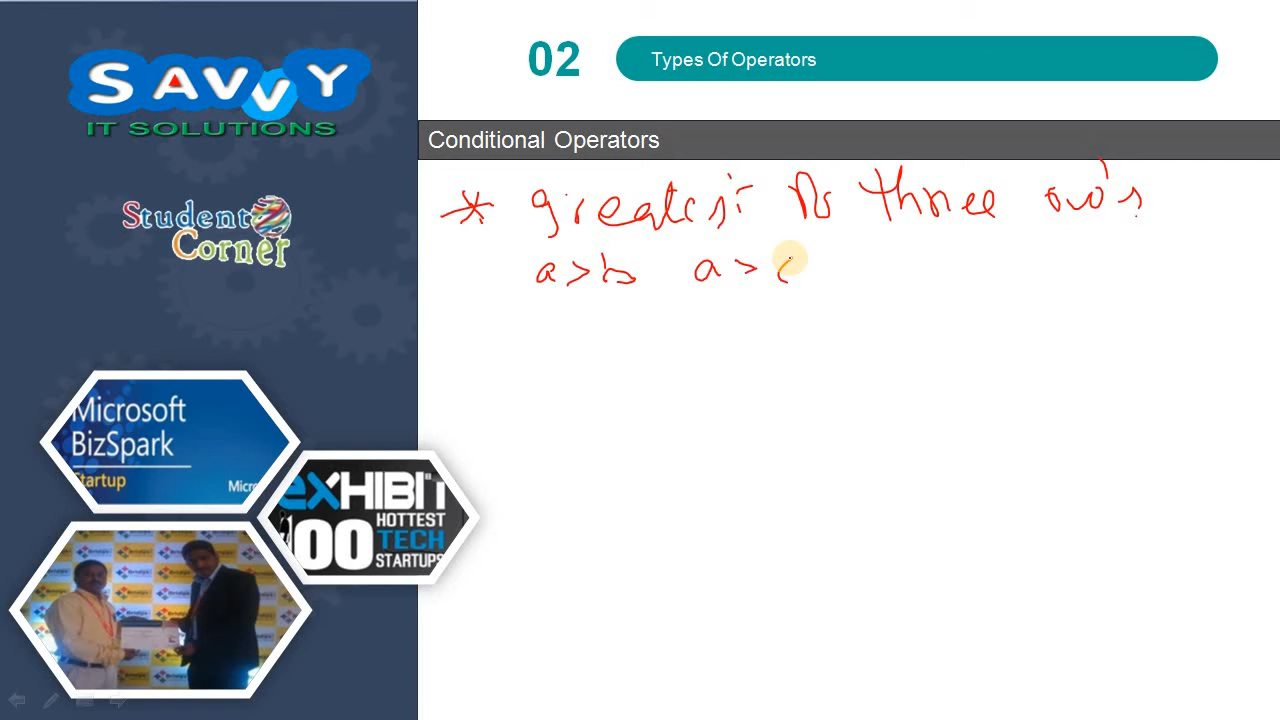 SAVVY
IT SOLUTIONS
Student
Corner
Microsoft
BizSpark
Startup
Micros
eXHIBIT
100 HOTTEST
TECH
STARTUPS
02
Types Of Operators
Conditional Operators
* greatest three no's
a>b a>c